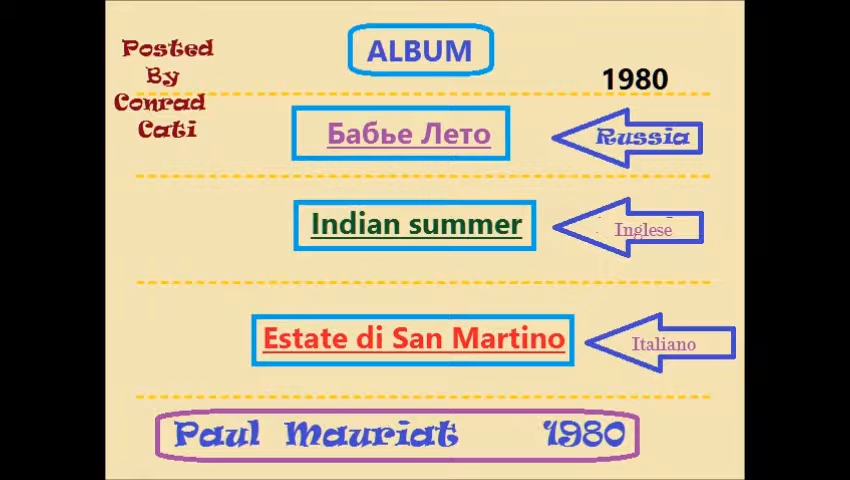 Posted
By
Conrad
Cati
ALBUM
1980
Бабье Лето
Russia
Indian summer
Inglese
Estate di San Martino
Italiano
Paul Mauriat 1980